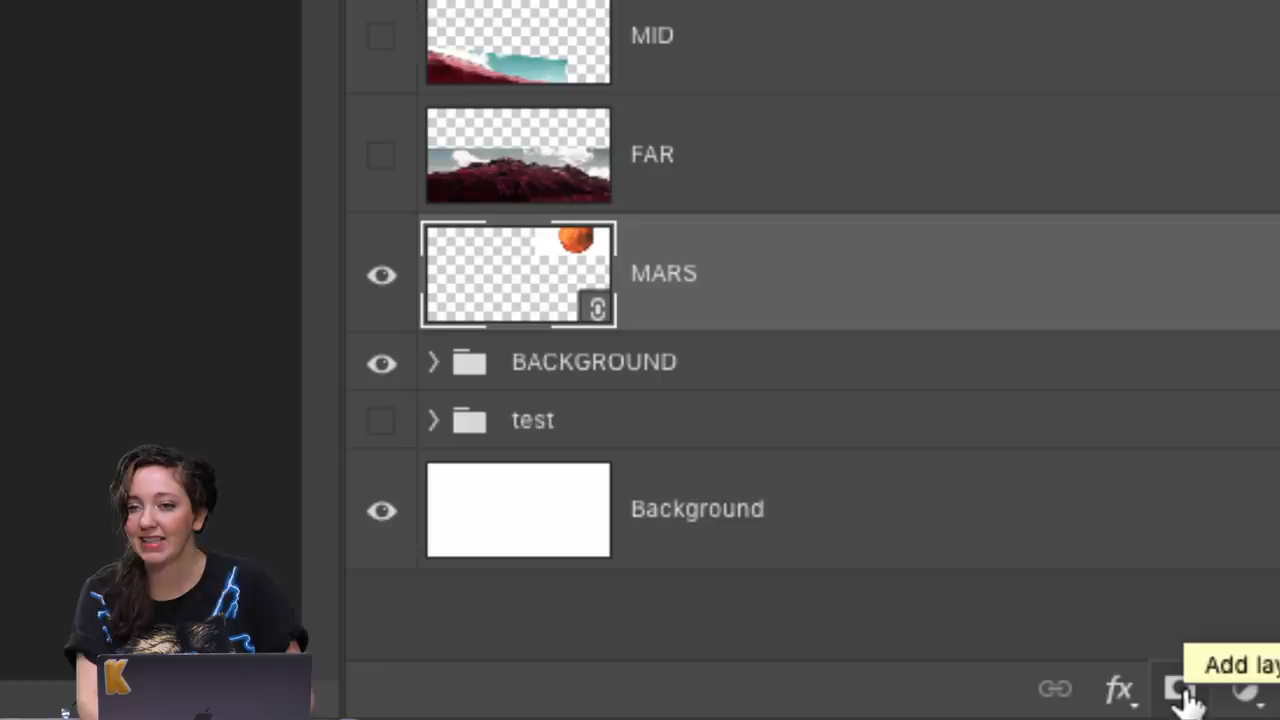 MID
FAR
MARS
BACKGROUND
test
Background
Add lay
fx
K